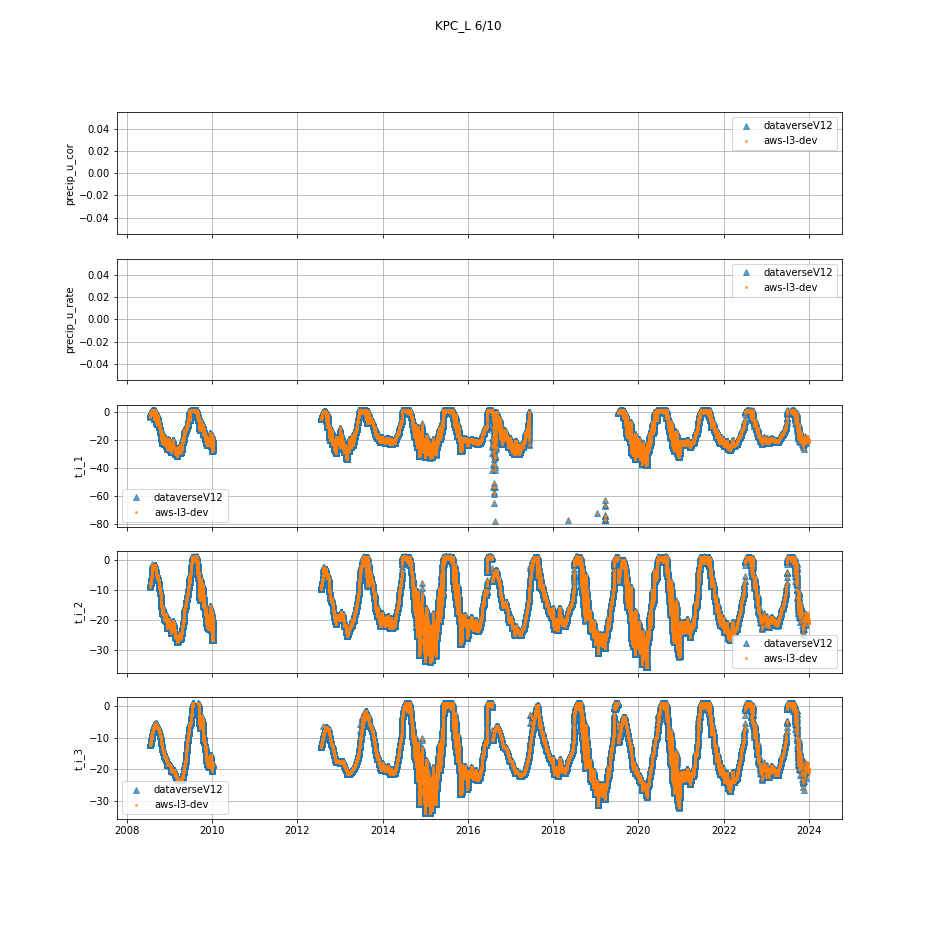 KPC_L 6/10
precip_u_cor
0.04
0.02
0.00
−0.02
−0.04
dataverseV12
aws-l3-dev
precip_u_rate
0.04
0.02
0.00
−0.02
−0.04
dataverseV12
aws-l3-dev
t_i_1
0
−20
−40
−60
−80
dataverseV12
aws-l3-dev
t_i_2
0
−10
−20
−30
dataverseV12
aws-l3-dev
t_i_3
0
−10
−20
−30
dataverseV12
aws-l3-dev
2008 2010 2012 2014 2016 2018 2020 2022 2024